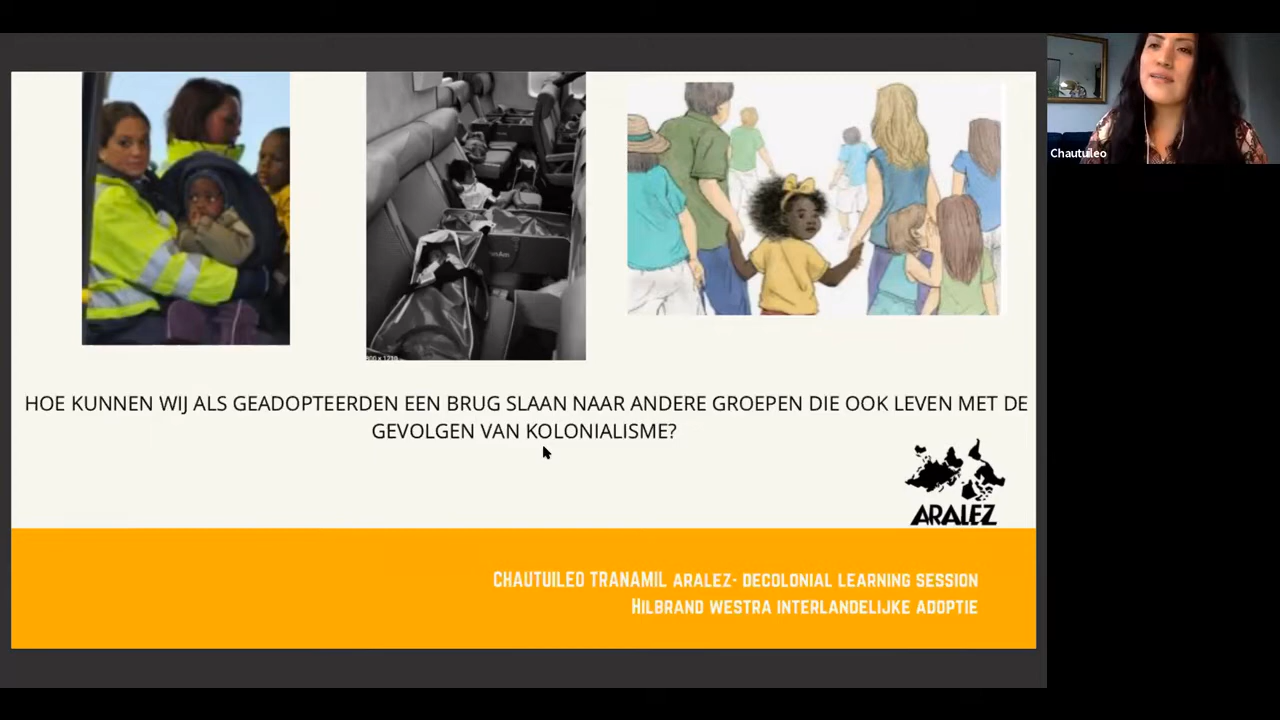 Chautuileo
HOE KUNNEN WIJ ALS GEADOPTEERDEN EEN BRUG SLAAN NAAR ANDERE GROEPEN DIE OOK LEVEN MET DE
GEVOLGEN VAN KOLONIALISME?
ARALEZ
CHAUTUILEO TRANAMIL ARALEZ- DECOLONIAL LEARNING SESSION
HILBRAND WESTRA INTERLANDELIJKE ADOPTIE